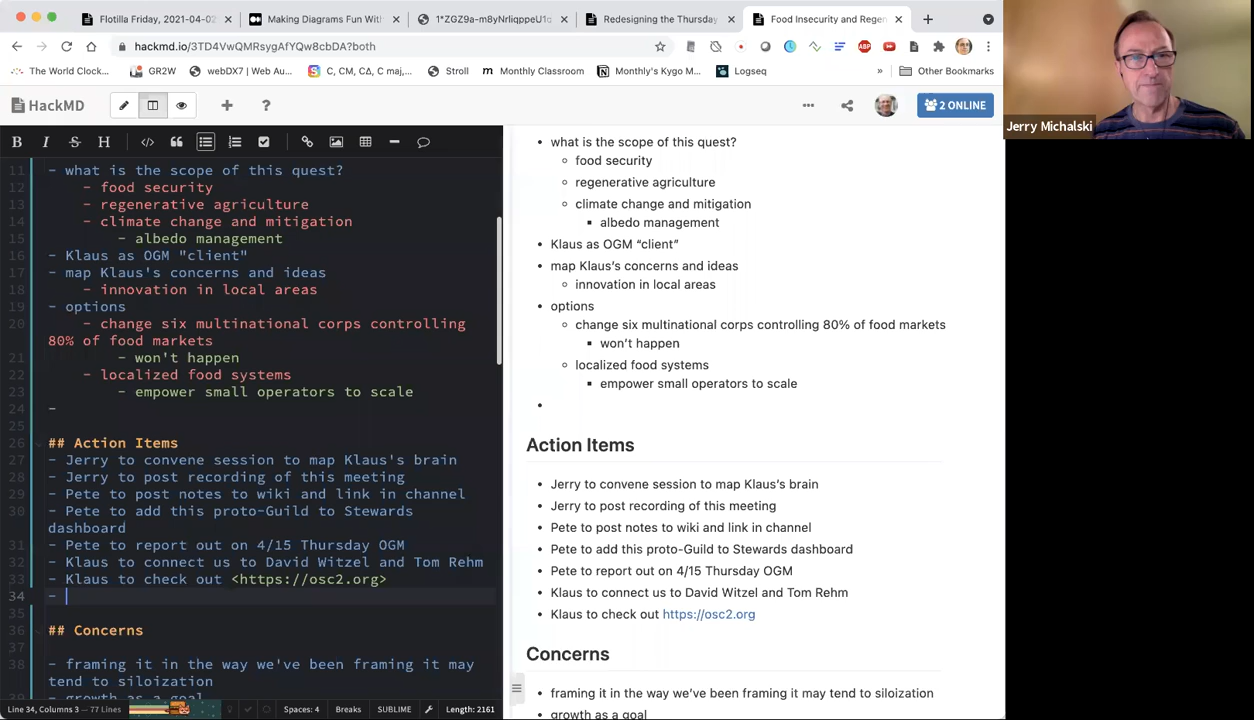 Flotilla Friday, 2021-04-02
Making Diagrams Fun Wit
1*ZGZ9a-m8yNrliqppeU1
Redesigning the Thursday
Food Insecurity and Regen
hackmd.io/3TD4VwQMRsygAfYQw8cbDA?both
The World Clock...
GR2W
webDX7 | Web Au...
C, CM, CΔ, C maj,...
Stroll
Monthly Classroom
Monthly's Kygo M...
Logseq
»
Other Bookmarks
HackMD
2 ONLINE
Jerry Michalski
11 - what is the scope of this quest?
12 - food security
13 - regenerative agriculture
14 - climate change and mitigation
15 - albedo management
16 - Klaus as OGM "client"
17 - map Klaus's concerns and ideas
18 - innovation in local areas
19 - options
20 - change six multinational corps controlling
80% of food markets
21 - won't happen
22 - localized food systems
23 - empower small operators to scale
24 -
25
26 ## Action Items
27 - Jerry to convene session to map Klaus's brain
28 - Jerry to post recording of this meeting
29 - Pete to post notes to wiki and link in channel
30 - Pete to add this proto-Guild to Stewards
dashboard
31 - Pete to report out on 4/15 Thursday OGM
32 - Klaus to connect us to David Witzel and Tom Rehm
33 - Klaus to check out <https://osc2.org>
34 -
35
36 ## Concerns
37
38 - framing it in the way we've been framing it may
tend to siloization
39 - growth as a goal
Line 34, Columns 3 — 77 Lines
Spaces: 4
Breaks
SUBLIME
Length: 2161
• what is the scope of this quest?
◦ food security
◦ regenerative agriculture
◦ climate change and mitigation
▪ albedo management
• Klaus as OGM “client”
• map Klaus’s concerns and ideas
◦ innovation in local areas
• options
◦ change six multinational corps controlling 80% of food markets
▪ won’t happen
◦ localized food systems
▪ empower small operators to scale
•
Action Items
• Jerry to convene session to map Klaus’s brain
• Jerry to post recording of this meeting
• Pete to post notes to wiki and link in channel
• Pete to add this proto-Guild to Stewards dashboard
• Pete to report out on 4/15 Thursday OGM
• Klaus to connect us to David Witzel and Tom Rehm
• Klaus to check out https://osc2.org
Concerns
• framing it in the way we’ve been framing it may tend to siloization
• growth as a goal